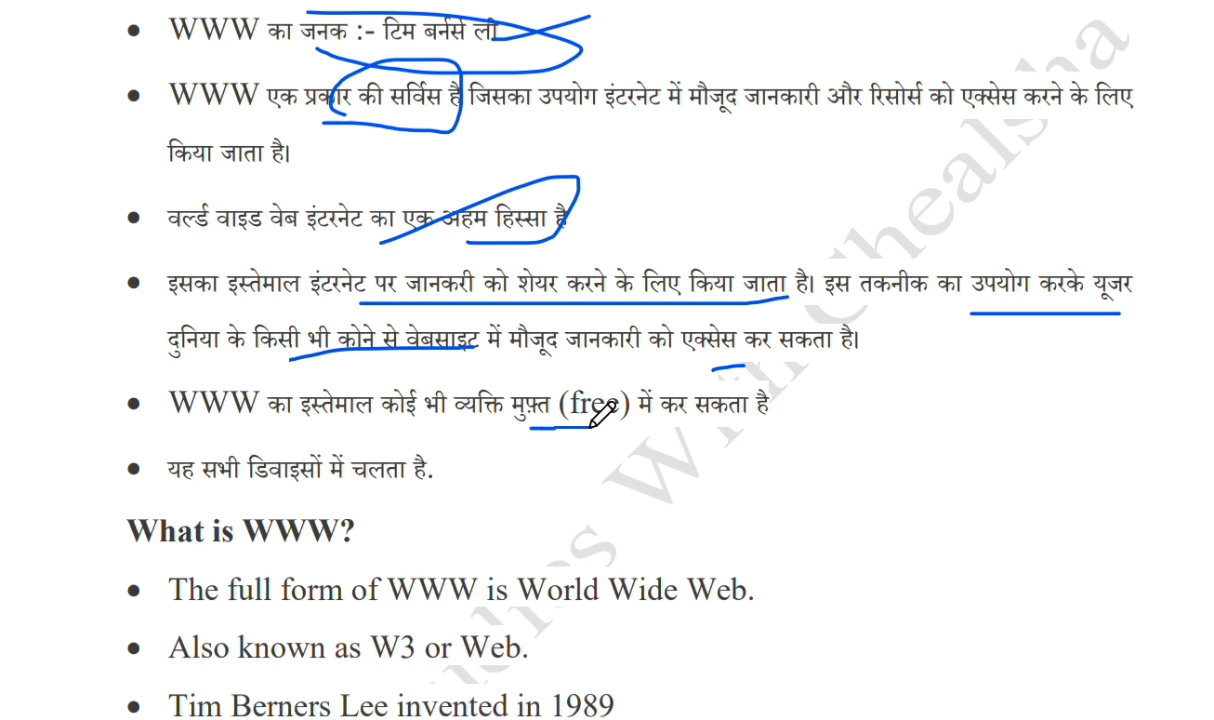 • WWW का जनक :- टिम बर्नसे ली
• WWW एक प्रकार की सर्विस है जिसका उपयोग इंटरनेट में मौजूद जानकारी और रिसोर्स को एक्सेस करने के लिए
किया जाता है।
• वर्ल्ड वाइड वेब इंटरनेट का एक अहम हिस्सा है
• इसका इस्तेमाल इंटरनेट पर जानकरी को शेयर करने के लिए किया जाता है। इस तकनीक का उपयोग करके यूजर
दुनिया के किसी भी कोने से वेबसाइट में मौजूद जानकारी को एक्सेस कर सकता है।
• WWW का इस्तेमाल कोई भी व्यक्ति मुफ़्त (free) में कर सकता है
• यह सभी डिवाइसों में चलता है.
What is WWW?
• The full form of WWW is World Wide Web.
• Also known as W3 or Web.
• Tim Berners Lee invented in 1989